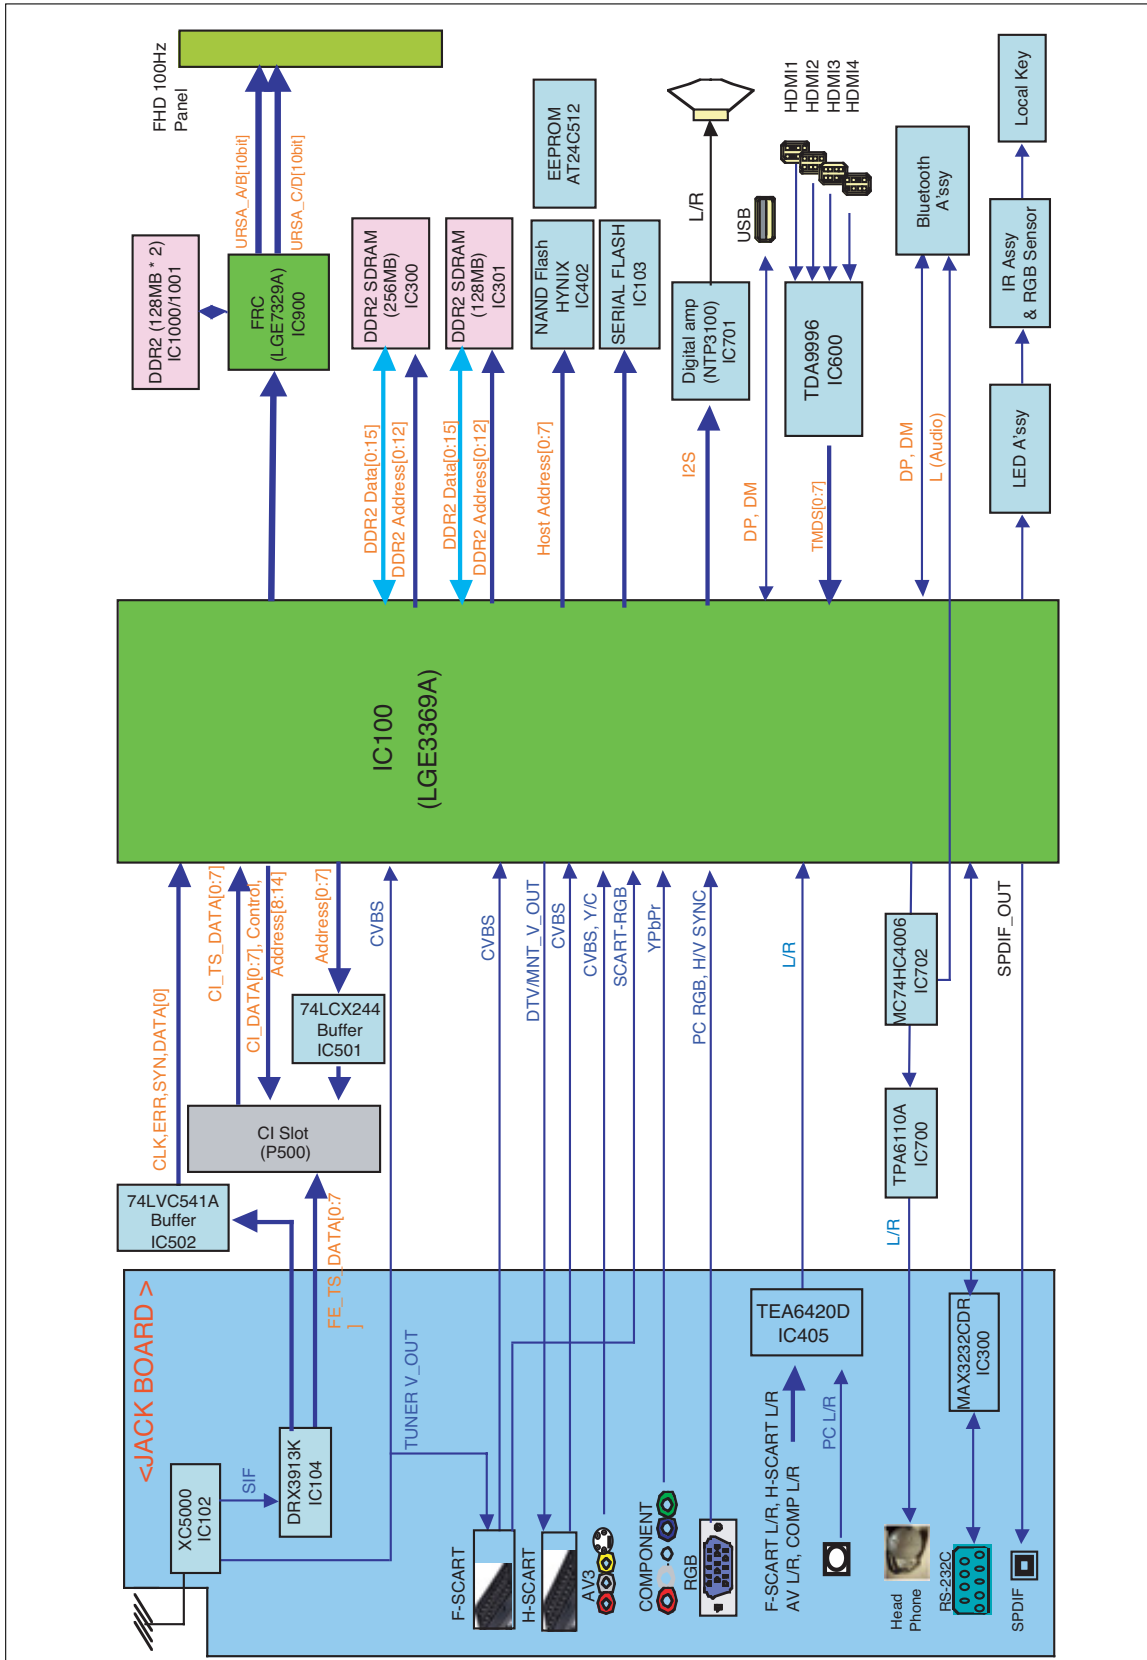 <JACK BOARD >
XC5000
IC102
SIF
DRX3913K
IC104
TUNER V_OUT
F-SCART
H-SCART
AV3
COMPONENT
RGB
F-SCART L/R, H-SCART L/R
AV L/R, COMP L/R
PC L/R
TEA6420D
IC405
Head
Phone
RS-232C
MAX3232CDR
IC300
SPDIF
74LVC541A
Buffer
IC502
FE_TS_DATA[0:7
]
CI Slot
(P500)
74LCX244
Buffer
IC501
CLK,ERR,SYN,DATA[0]
CI_TS_DATA[0:7]
CI_DATA[0:7], Control,
Address[8:14]
Address[0:7]
CVBS
CVBS
DTV/MNT_V_OUT
CVBS
CVBS, Y/C
SCART-RGB
YPbPr
PC RGB, H/V SYNC
L/R
L/R
TPA6110A
IC700
MC74HC4006
IC702
SPDIF_OUT
IC100
(LGE3369A)
DDR2 (128MB * 2)
IC1000/1001
FRC
(LGE7329A)
IC900
URSA_A/B[10bit]
URSA_C/D[10bit]
FHD 100Hz
Panel
DDR2 Data[0:15]
DDR2 Address[0:12]
DDR2 SDRAM
(256MB)
IC300
DDR2 Data[0:15]
DDR2 Address[0:12]
DDR2 SDRAM
(128MB)
IC301
Host Address[0:7]
NAND Flash
HYNIX
IC402
EEPROM
AT24C512
SERIAL FLASH
IC103
I2S
Digital amp
(NTP3100)
IC701
L/R
DP, DM
USB
TMDS[0:7]
TDA9996
IC600
HDMI1
HDMI2
HDMI3
HDMI4
DP, DM
L (Audio)
Bluetooth
A'ssy
LED A'ssy
IR Assy
& RGB Sensor
Local Key